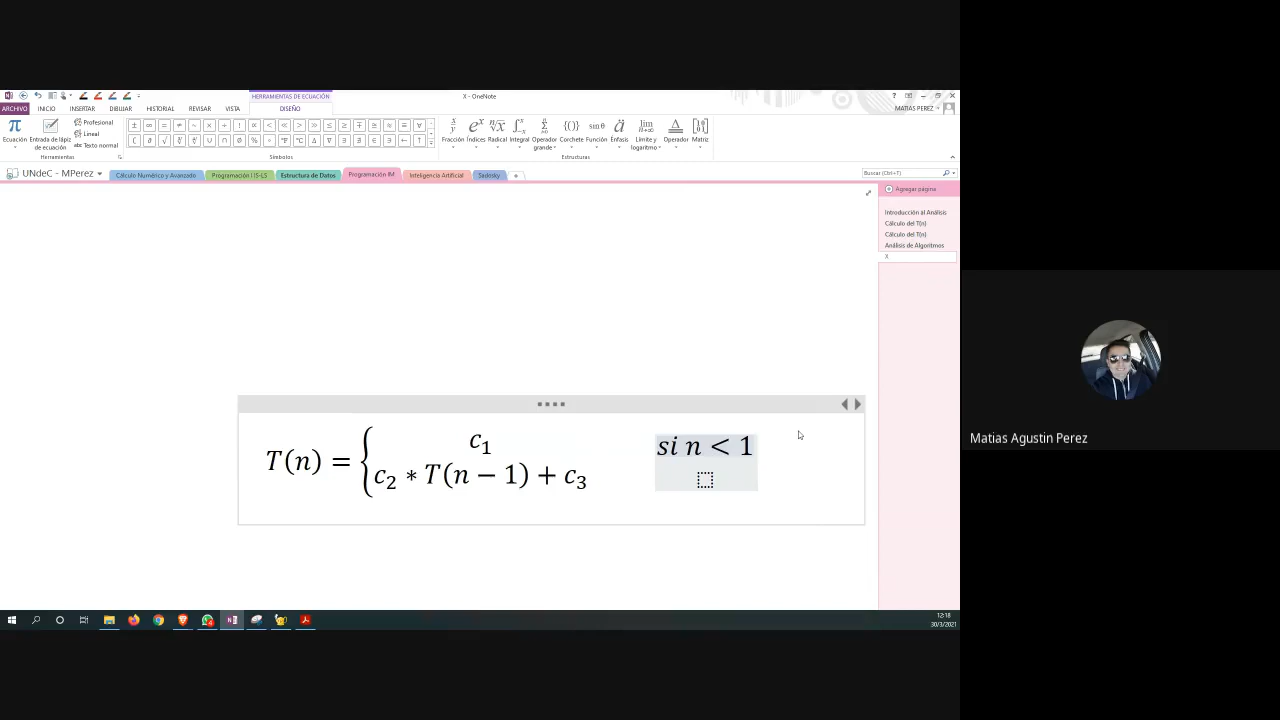 HERRAMIENTAS DE ECUACIÓN
X - OneNote
ARCHIVO INICIO INSERTAR DIBUJAR HISTORIAL REVISAR VISTA DISEÑO
MATIAS PEREZ
Ecuación
Entrada de lápiz de ecuación
Profesional
Lineal
abc Texto normal
Fracción Índices Radical Integral Operador grande Corchete Función Énfasis Límite y logaritmo Operador Matriz
Herramientas Símbolos Estructuras
UNdeC - MPerez
Cálculo Numérico y Avanzado Programación I IS-LS Estructura de Datos Programación IM Inteligencia Artificial Sadosky
Buscar (Ctrl+T)
Agregar página
Introducción al Análisis
Cálculo del T(n)
Cálculo del T(n)
Análisis de Algoritmos
X
T(n) = { c₁ si n < 1
c₂ * T(n − 1) + c₃
Matias Agustin Perez
12:18
30/3/2021